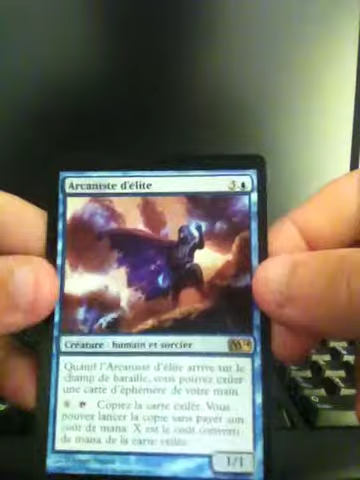 Arcaniste d'élite 3
Créature : humain et sorcier M14
Quand l'Arcaniste d'élite arrive sur le
champ de bataille, vous pouvez exiler
une carte d'éphémère de votre main.
Copiez la carte exilée. Vous
pouvez lancer la copie sans payer son
coût de mana. X est le coût converti
de mana de la carte exilée.
1/1